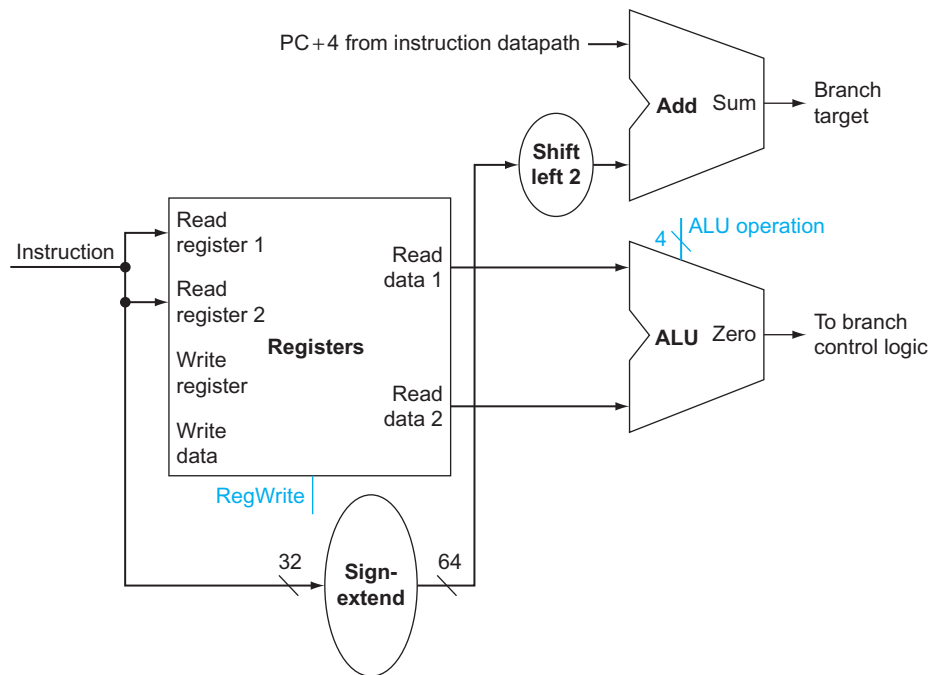 PC+4 from instruction datapath
Add Sum
Branch
target
Shift
left 2
Instruction
Read
register 1
Read
register 2
Write
register
Write
data
Registers
Read
data 1
Read
data 2
4
ALU operation
ALU Zero
To branch
control logic
RegWrite
32
Sign-
extend
64